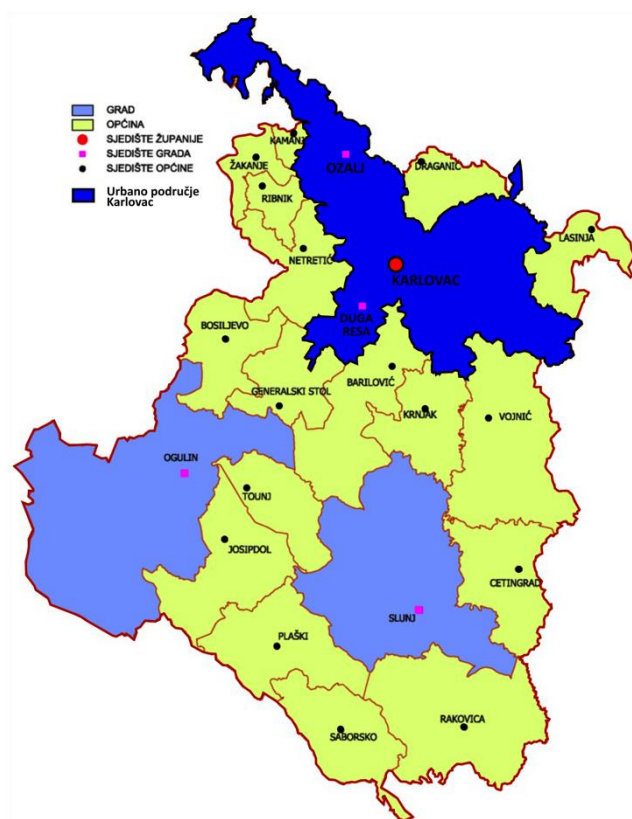 GRAD
OPĆINA
SJEDIŠTE ŽUPANIJE
SJEDIŠTE GRADA
SJEDIŠTE OPĆINE
Urbano područje
Karlovac
KAMANJE
ŽAKANJE
OZALJ
DRAGANIĆ
RIBNIK
LASINJA
NETRETIĆ
KARLOVAC
DUGA
RESA
BOSILJEVO
BARILOVIĆ
GENERALSKI STOL
KRNJAK
VOJNIĆ
OGULIN
TOUNJ
JOSIPDOL
CETINGRAD
SLUNJ
PLAŠKI
RAKOVICA
SABORSKO